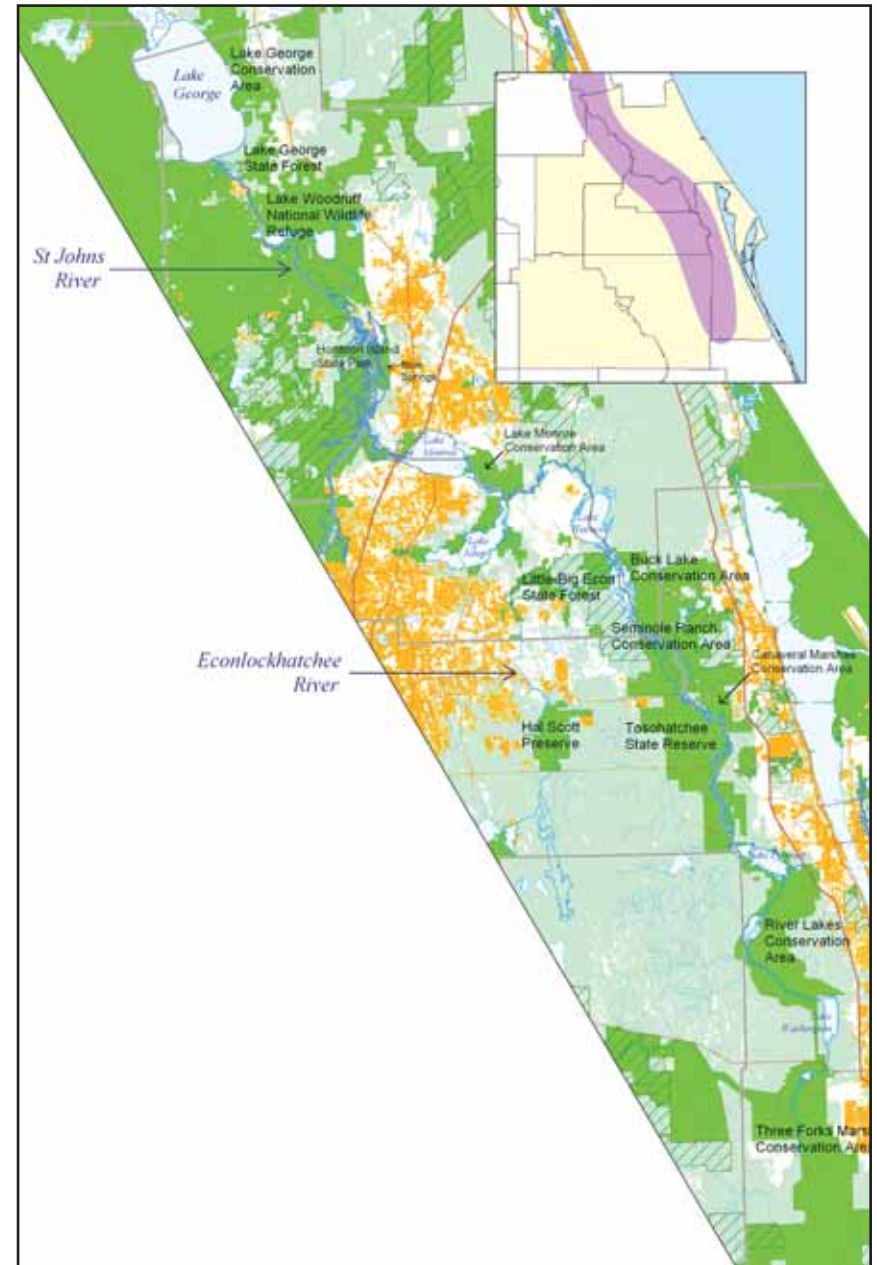 Lake
George
Lake George
Conservation
Area
Lake George
State Forest
Lake Woodruff
National Wildlife
Refuge
St Johns
River
Hontoon Island
State Park
Springs
Lake
Monroe
Lake Monroe
Conservation Area
Lake
Harney
Lake
Jesup
Buck Lake
Conservation Area
Little-Big Econ
State Forest
Seminole Ranch
Conservation Area
Canaveral Marshes
Conservation Area
Econlockhatchee
River
Hal Scott
Preserve
Tosohatchee
State Reserve
River Lakes
Conservation
Area
Lake
Washington
Three Forks Mars
Conservation Area